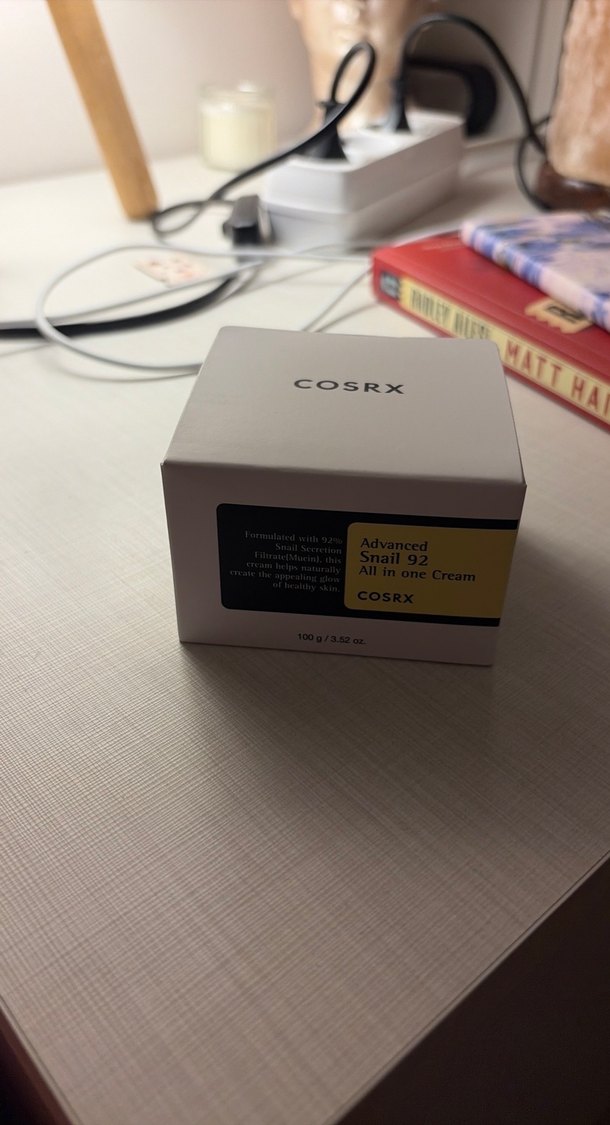 COSRX
Formulated with 92%
Snail Secretion
Filtrate(Mucin), this
cream helps naturally
create the appealing glow
of healthy skin.
Advanced
Snail 92
All in one Cream
COSRX
100 g / 3.52 oz.
MATT HAI